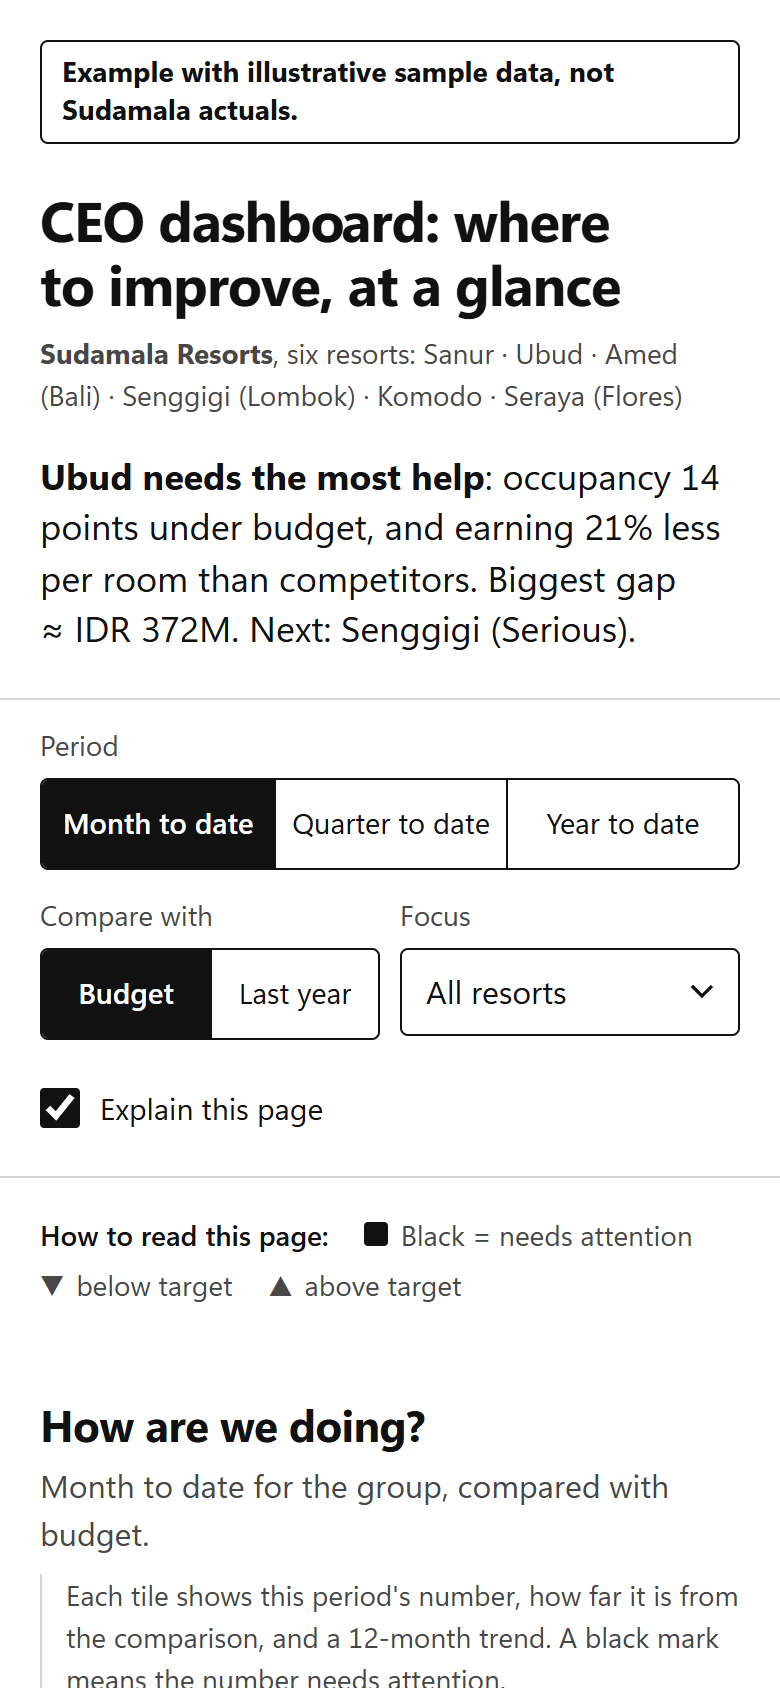 Example with illustrative sample data, not
Sudamala actuals.
CEO dashboard: where
to improve, at a glance
Sudamala Resorts, six resorts: Sanur · Ubud · Amed
(Bali) · Senggigi (Lombok) · Komodo · Seraya (Flores)
Ubud needs the most help: occupancy 14
points under budget, and earning 21% less
per room than competitors. Biggest gap
≈ IDR 372M. Next: Senggigi (Serious).
Period
Month to date Quarter to date Year to date
Compare with Focus
Budget Last year All resorts
Explain this page
How to read this page: ■ Black = needs attention
▼ below target ▲ above target
How are we doing?
Month to date for the group, compared with
budget.
Each tile shows this period's number, how far it is from
the comparison, and a 12-month trend. A black mark
means the number needs attention.